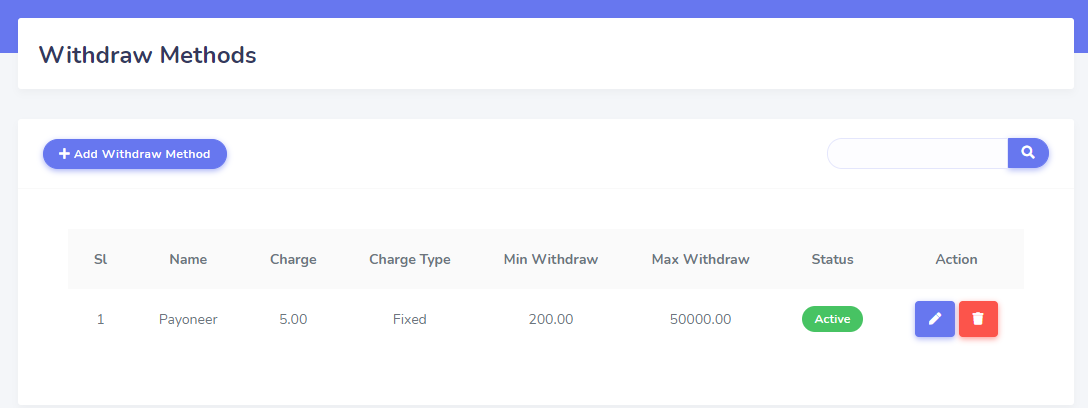 Withdraw Methods
Add Withdraw Method
Sl Name Charge Charge Type Min Withdraw Max Withdraw Status Action
1 Payoneer 5.00 Fixed 200.00 50000.00 Active